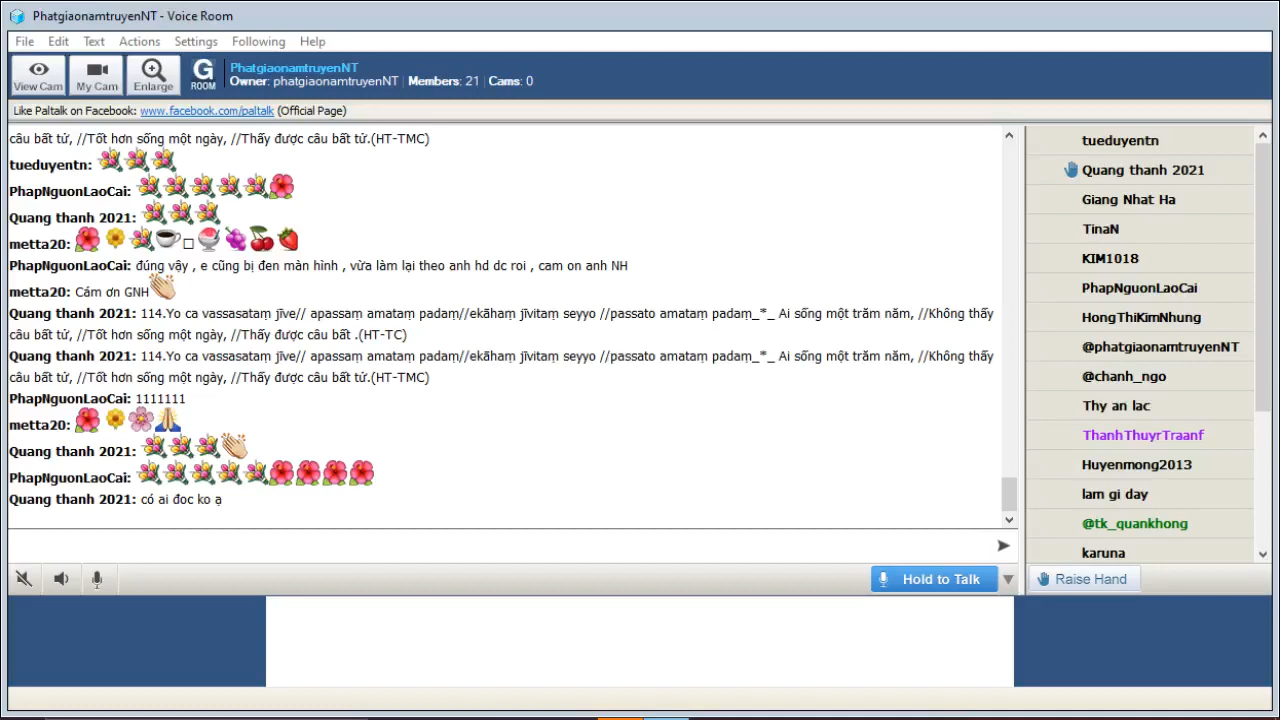 PhatgiaonamtruyenNT - Voice Room
File Edit Text Actions Settings Following Help
View Cam My Cam Enlarge G ROOM
PhatgiaonamtruyenNT
Owner: phatgiaonamtruyenNT Members: 21 Cams: 0
Like Paltalk on Facebook: www.facebook.com/paltalk (Official Page)
câu bất tử, //Tốt hơn sống một ngày, //Thấy được câu bất tử.(HT-TMC)
tueduyentn:
PhapNguonLaoCai:
Quang thanh 2021:
metta20:
PhapNguonLaoCai: đúng vậy , e cũng bị đen màn hình , vừa làm lại theo anh hd dc roi , cam on anh NH
metta20: Cám ơn GNH
Quang thanh 2021: 114.Yo ca vassasataṃ jīve// apassaṃ amataṃ padaṃ//ekāhaṃ jīvitaṃ seyyo //passato amataṃ padaṃ_*_ Ai sống một trăm năm, //Không thấy
câu bất tử, //Tốt hơn sống một ngày, //Thấy được câu bất .(HT-TC)
Quang thanh 2021: 114.Yo ca vassasataṃ jīve// apassaṃ amataṃ padaṃ//ekāhaṃ jīvitaṃ seyyo //passato amataṃ padaṃ_*_ Ai sống một trăm năm, //Không thấy
câu bất tử, //Tốt hơn sống một ngày, //Thấy được câu bất tử.(HT-TMC)
PhapNguonLaoCai: 1111111
metta20:
Quang thanh 2021:
PhapNguonLaoCai:
Quang thanh 2021: có ai đoc ko ạ
Hold to Talk
tueduyentn
Quang thanh 2021
Giang Nhat Ha
TinaN
KIM1018
PhapNguonLaoCai
HongThiKimNhung
@phatgiaonamtruyenNT
@chanh_ngo
Thy an lac
ThanhThuyrTraanf
Huyenmong2013
lam gi day
@tk_quankhong
karuna
Raise Hand